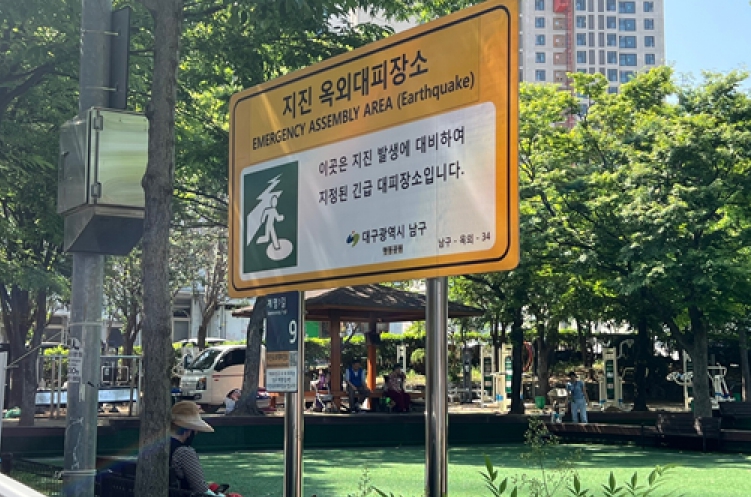 지진 옥외대피장소
EMERGENCY ASSEMBLY AREA (Earthquake)
이곳은 지진 발생에 대비하여
지정된 긴급 대피장소입니다.
대구광역시 남구
남구 - 옥외 - 34
9